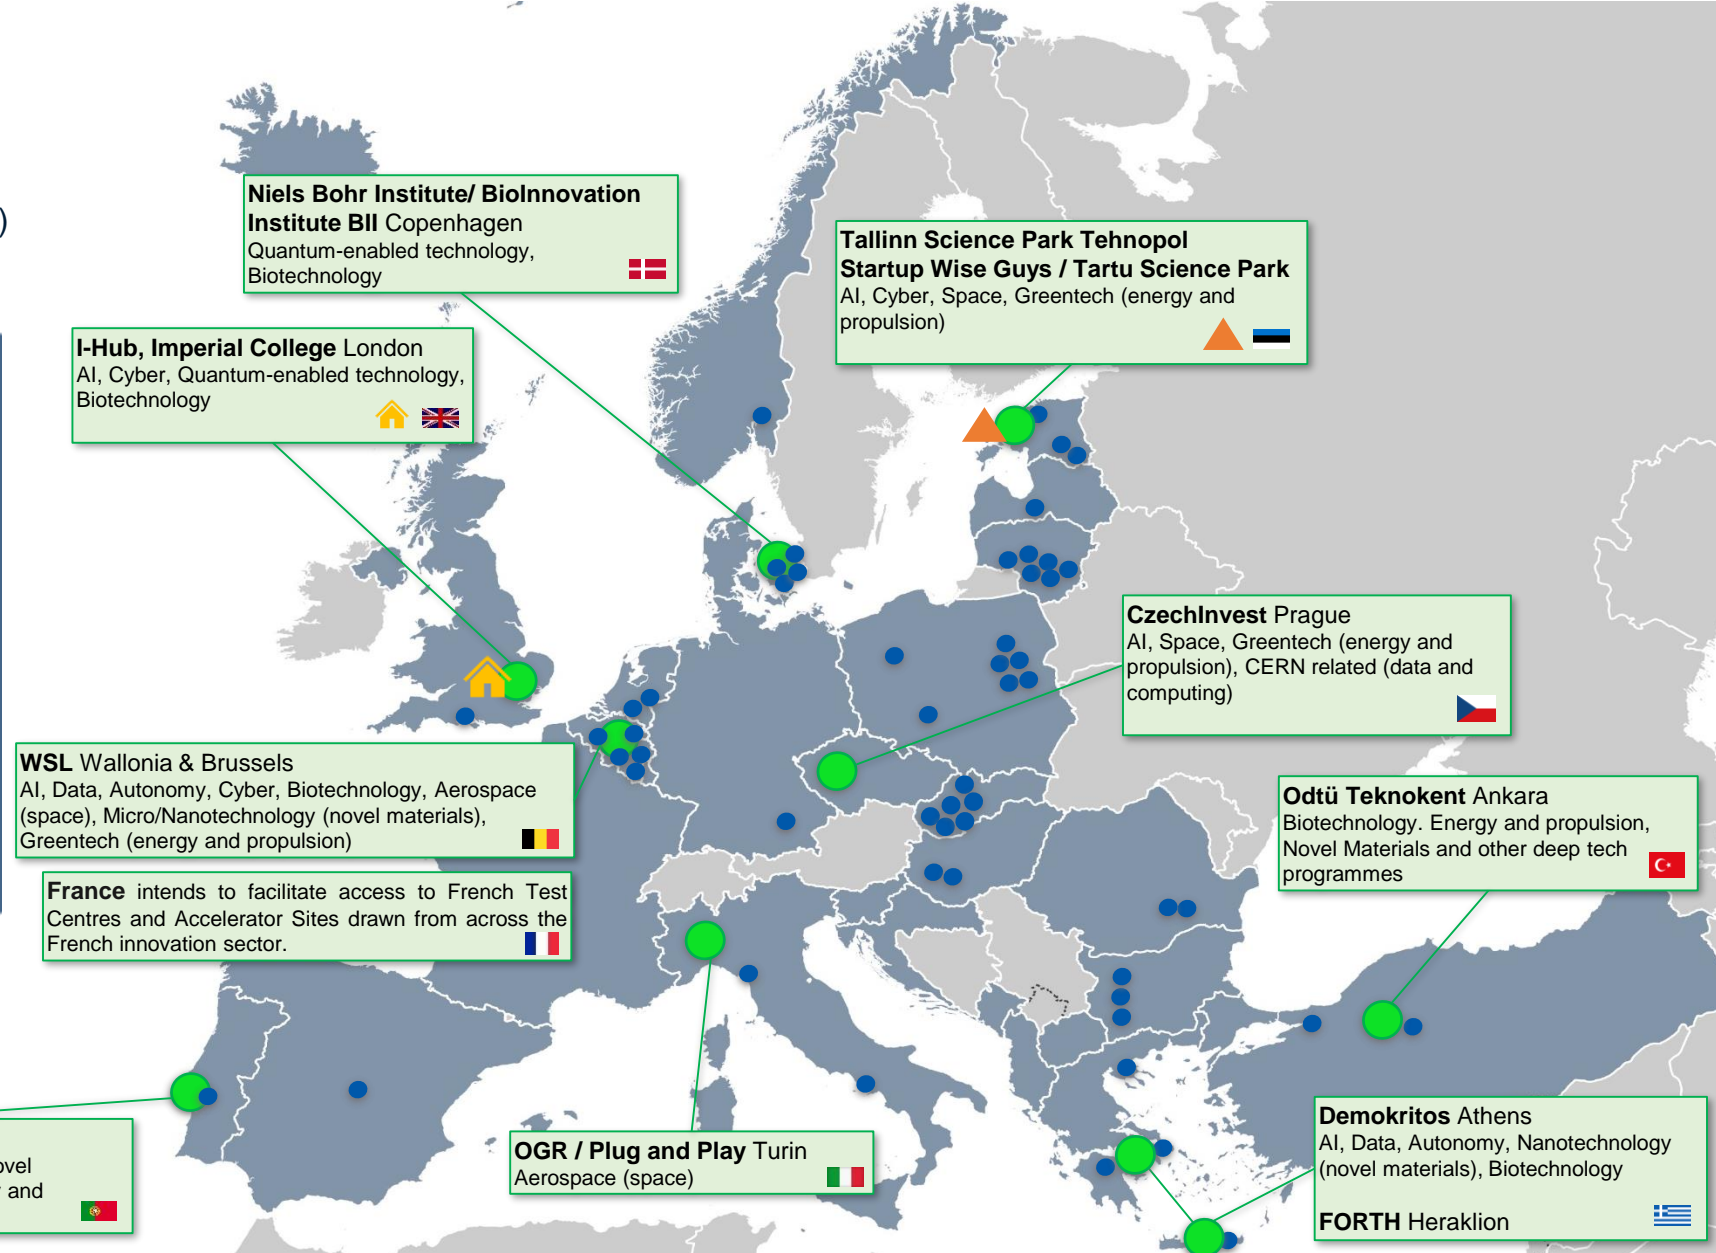 )
Niels Bohr Institute/ BioInnovation
Institute BII Copenhagen
Quantum-enabled technology,
Biotechnology
Tallinn Science Park Tehnopol
Startup Wise Guys / Tartu Science Park
AI, Cyber, Space, Greentech (energy and
propulsion)
I-Hub, Imperial College London
AI, Cyber, Quantum-enabled technology,
Biotechnology
CzechInvest Prague
AI, Space, Greentech (energy and
propulsion), CERN related (data and
computing)
WSL Wallonia & Brussels
AI, Data, Autonomy, Cyber, Biotechnology, Aerospace
(space), Micro/Nanotechnology (novel materials),
Greentech (energy and propulsion)
Odtü Teknokent Ankara
Biotechnology. Energy and propulsion,
Novel Materials and other deep tech
programmes
France intends to facilitate access to French Test
Centres and Accelerator Sites drawn from across the
French innovation sector.
OGR / Plug and Play Turin
Aerospace (space)
Demokritos Athens
AI, Data, Autonomy, Nanotechnology
(novel materials), Biotechnology
FORTH Heraklion
and